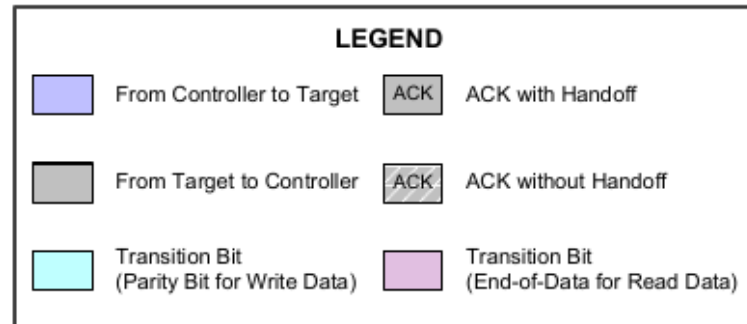 LEGEND
From Controller to Target
ACK
ACK with Handoff
From Target to Controller
ACK
ACK without Handoff
Transition Bit
(Parity Bit for Write Data)
Transition Bit
(End-of-Data for Read Data)